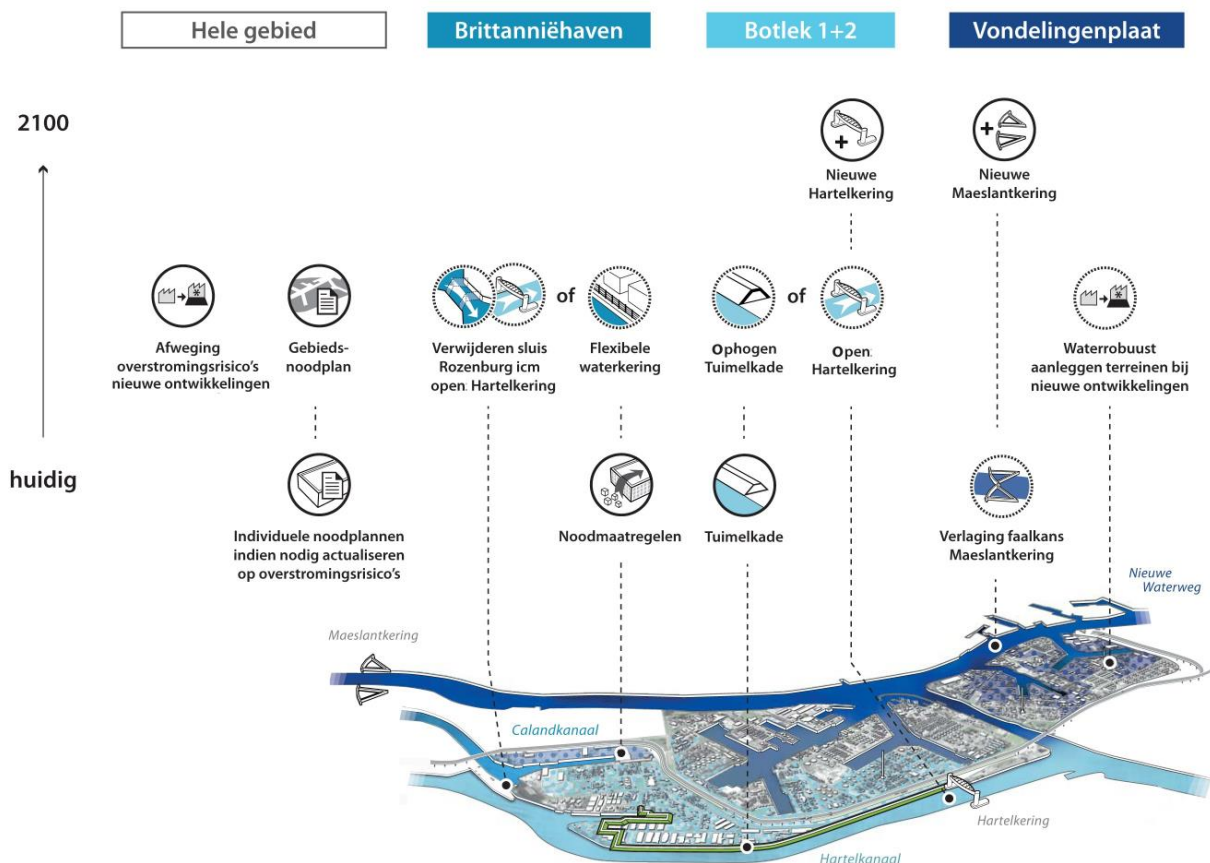 Hele gebied
Brittanniëhaven
Botlek 1+2
Vondelingenplaat
2100
Nieuwe
Hartelkering
Nieuwe
Maeslantkering
of
of
Afweging
overstromingsrisico's
nieuwe ontwikkelingen
Gebieds-
noodplan
Verwijderen sluis
Rozenburg icm
open: Hartelkering
Flexibele
waterkering
Ophogen
Tuimelkade
Open:
Hartelkering
Waterrobuust
aanleggen terreinen bij
nieuwe ontwikkelingen
huidig
Individuele noodplannen
indien nodig actualiseren
op overstromingsrisico's
Noodmaatregelen
Tuimelkade
Verlaging faalkans
Maeslantkering
Nieuwe
Waterweg
Maeslantkering
Calandkanaal
Hartelkering
Hartelkanaal